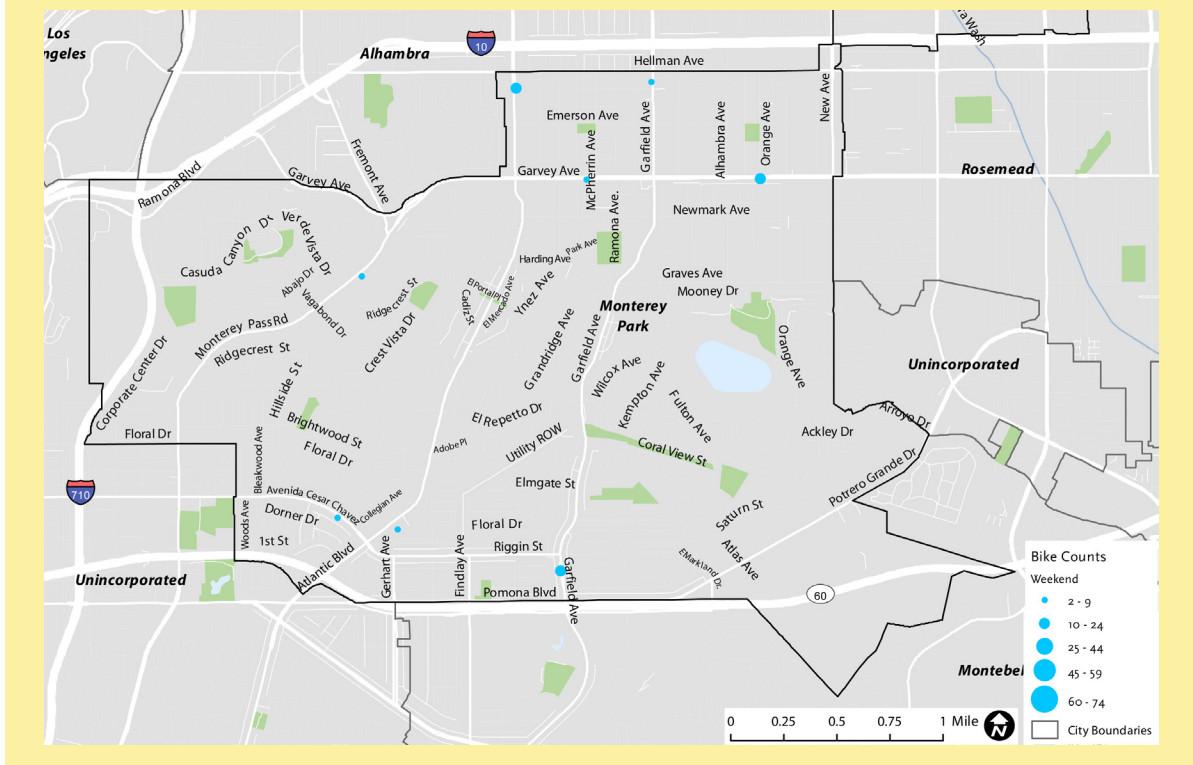 Los
ngeles
Alhambra
10
ra Wash
Hellman Ave
New Ave
Emerson Ave
McPherrin Ave
Garfield Ave
Alhambra Ave
Orange Ave
Fremont Ave
Ramona Blvd
Garvey Ave
Garvey Ave
Rosemead
Newmark Ave
Ramona Ave.
Casuda Canyon Dr
Verde Vista Dr
Park Ave
Harding Ave
Abajo Dr
Vagabond Dr
Ridgecrest St
El Portal Pl
El Mercado Ave
Cadiz St
Ynez Ave
Graves Ave
Mooney Dr
Monterey
Park
Monterey Pass Rd
Ridgecrest St
Crest Vista Dr
Grandridge Ave
Garfield Ave
Wilcox Ave
Kempton Ave
Fulton Ave
Orange Ave
Unincorporated
Corporate Center Dr
Hillside St
Brightwood St
Floral Dr
Floral Dr
Bleakwood Ave
El Repetto Dr
Utility ROW
Adobe Pl
Coral View St
Ackley Dr
Arroyo Dr
Potrero Grande Dr
710
Avenida Cesar Chavez
Collegian Ave
Elmgate St
Woods Ave
Dorner Dr
1st St
Floral Dr
Riggin St
Saturn St
Atlas Ave
E Markland Dr.
Unincorporated
Atlantic Blvd
Gerhart Ave
Findlay Ave
Pomona Blvd
Garfield Ave
60
Montebel
Bike Counts
Weekend
2 - 9
10 - 24
25 - 44
45 - 59
60 - 74
City Boundaries
0 0.25 0.5 0.75 1 Mile
N